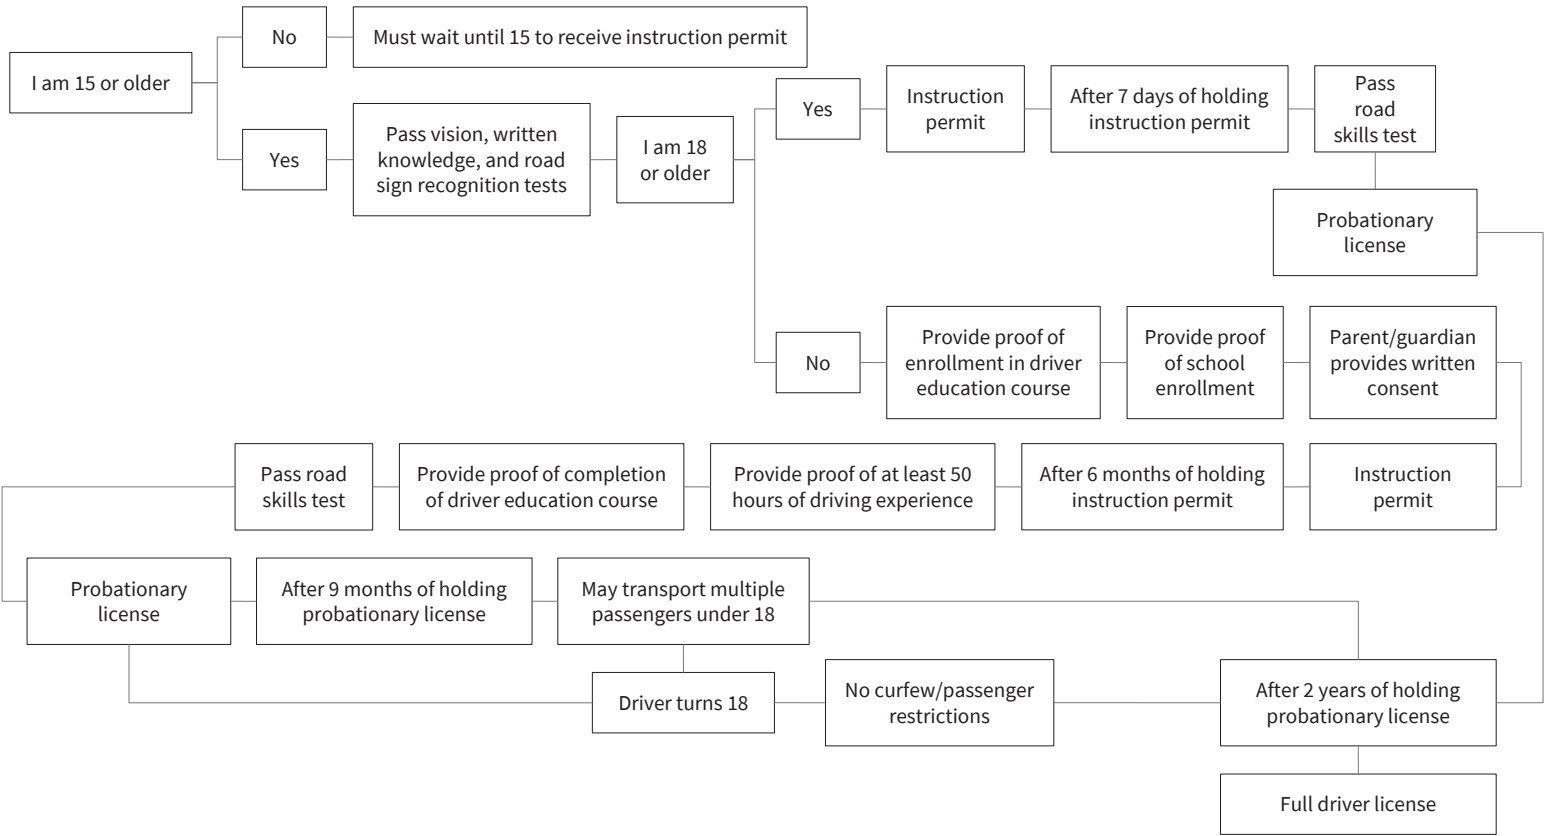 I am 15 or older
No
Must wait until 15 to receive instruction permit
Yes
Pass vision, written
knowledge, and road
sign recognition tests
I am 18
or older
Yes
Instruction
permit
After 7 days of holding
instruction permit
Pass
road
skills test
Probationary
license
No
Provide proof of
enrollment in driver
education course
Provide proof
of school
enrollment
Parent/guardian
provides written
consent
Instruction
permit
After 6 months of holding
instruction permit
Provide proof of at least 50
hours of driving experience
Provide proof of completion
of driver education course
Pass road
skills test
Probationary
license
After 9 months of holding
probationary license
May transport multiple
passengers under 18
Driver turns 18
No curfew/passenger
restrictions
After 2 years of holding
probationary license
Full driver license